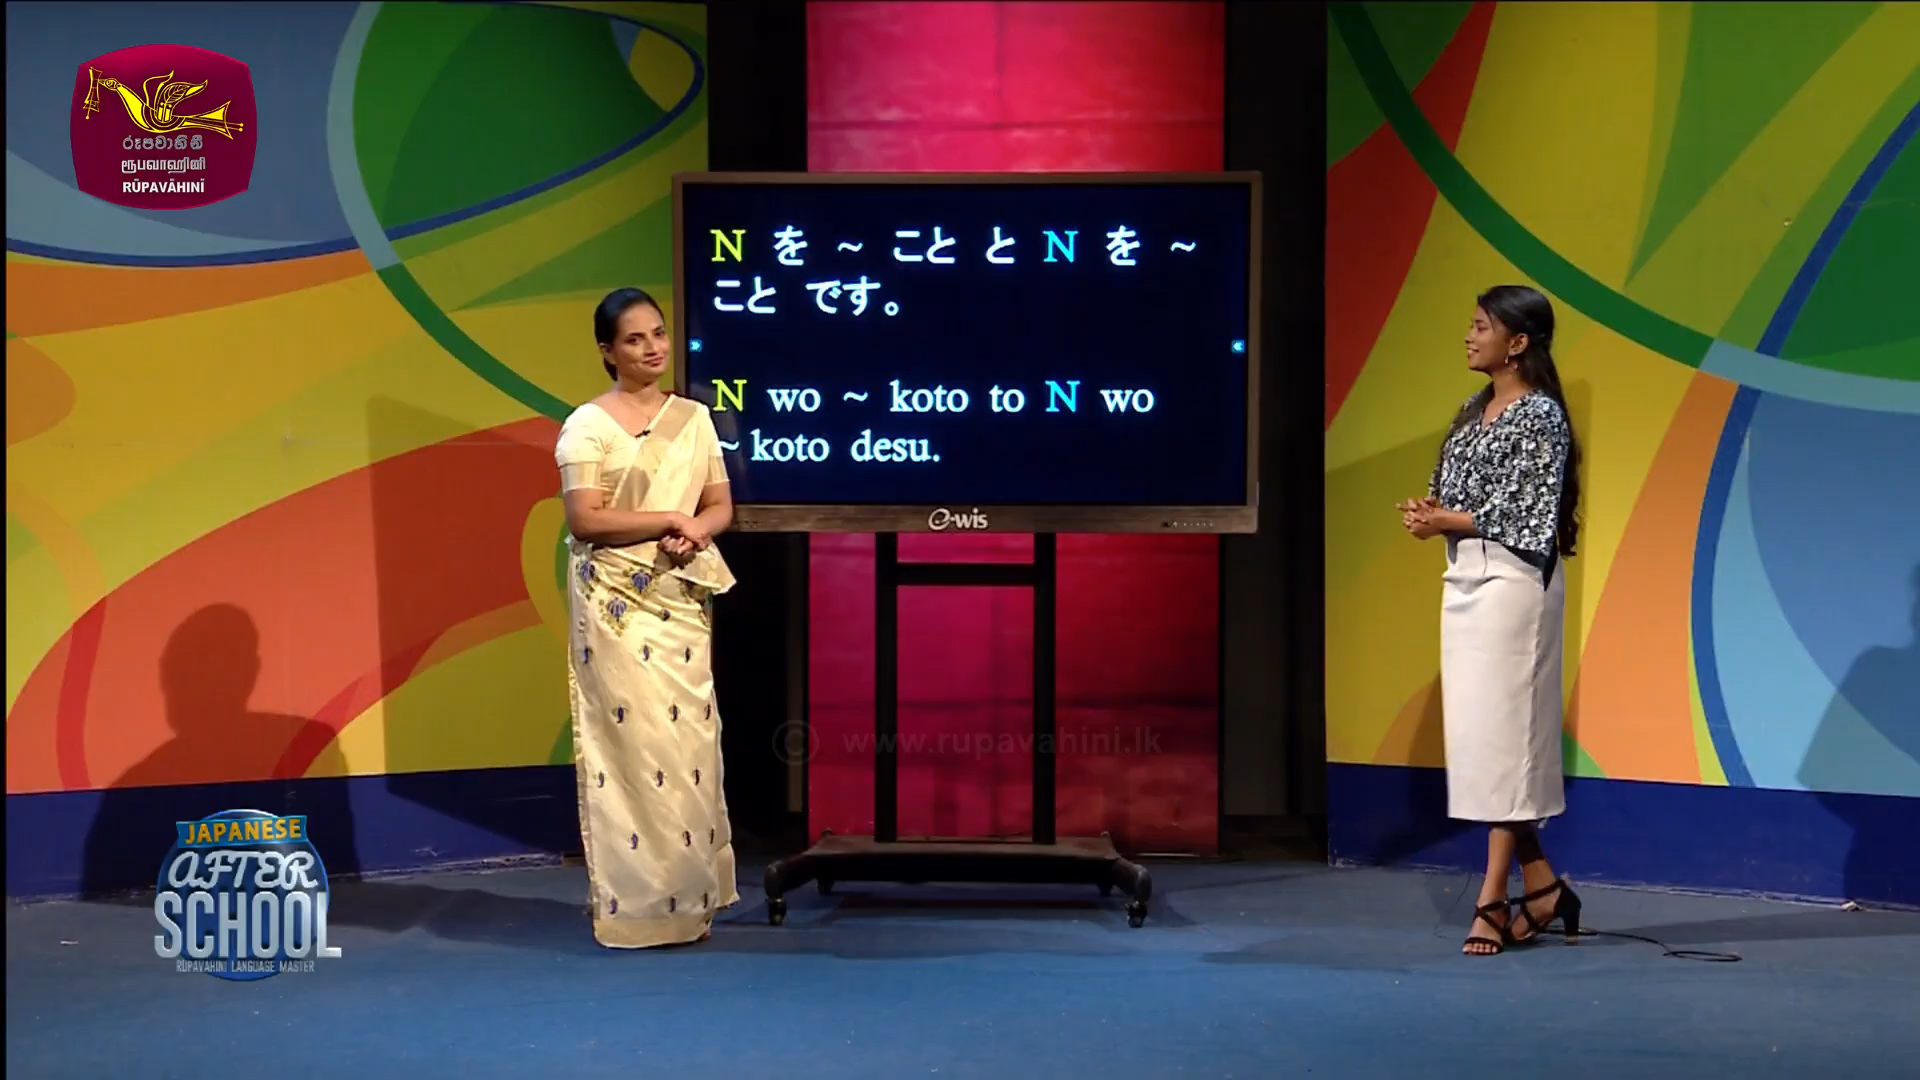 රූපවාහිනී
ரூபவாஹினி
RŪPAVĀHINĪ
N を ~ こと と N を ~
こと です。
N wo ~ koto to N wo
~ koto desu.
e-wis
© www.rupavahini.lk
JAPANESE
AFTER
SCHOOL
RŪPAVAHINI LANGUAGE MASTER